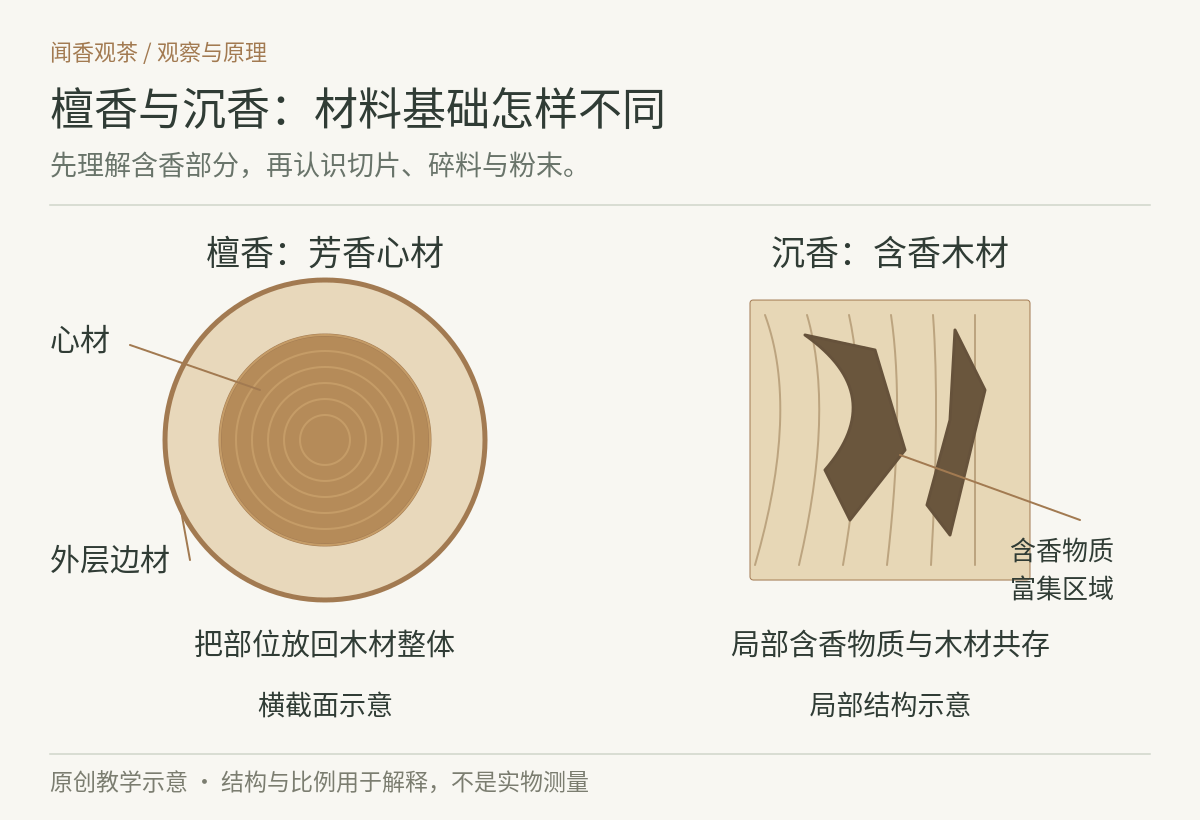 闻香观茶 / 观察与原理
檀香与沉香：材料基础怎样不同
先理解含香部分，再认识切片、碎料与粉末。
檀香：芳香心材
沉香：含香木材
心材
外层边材
含香物质
富集区域
把部位放回木材整体
局部含香物质与木材共存
横截面示意
局部结构示意
原创教学示意 · 结构与比例用于解释，不是实物测量